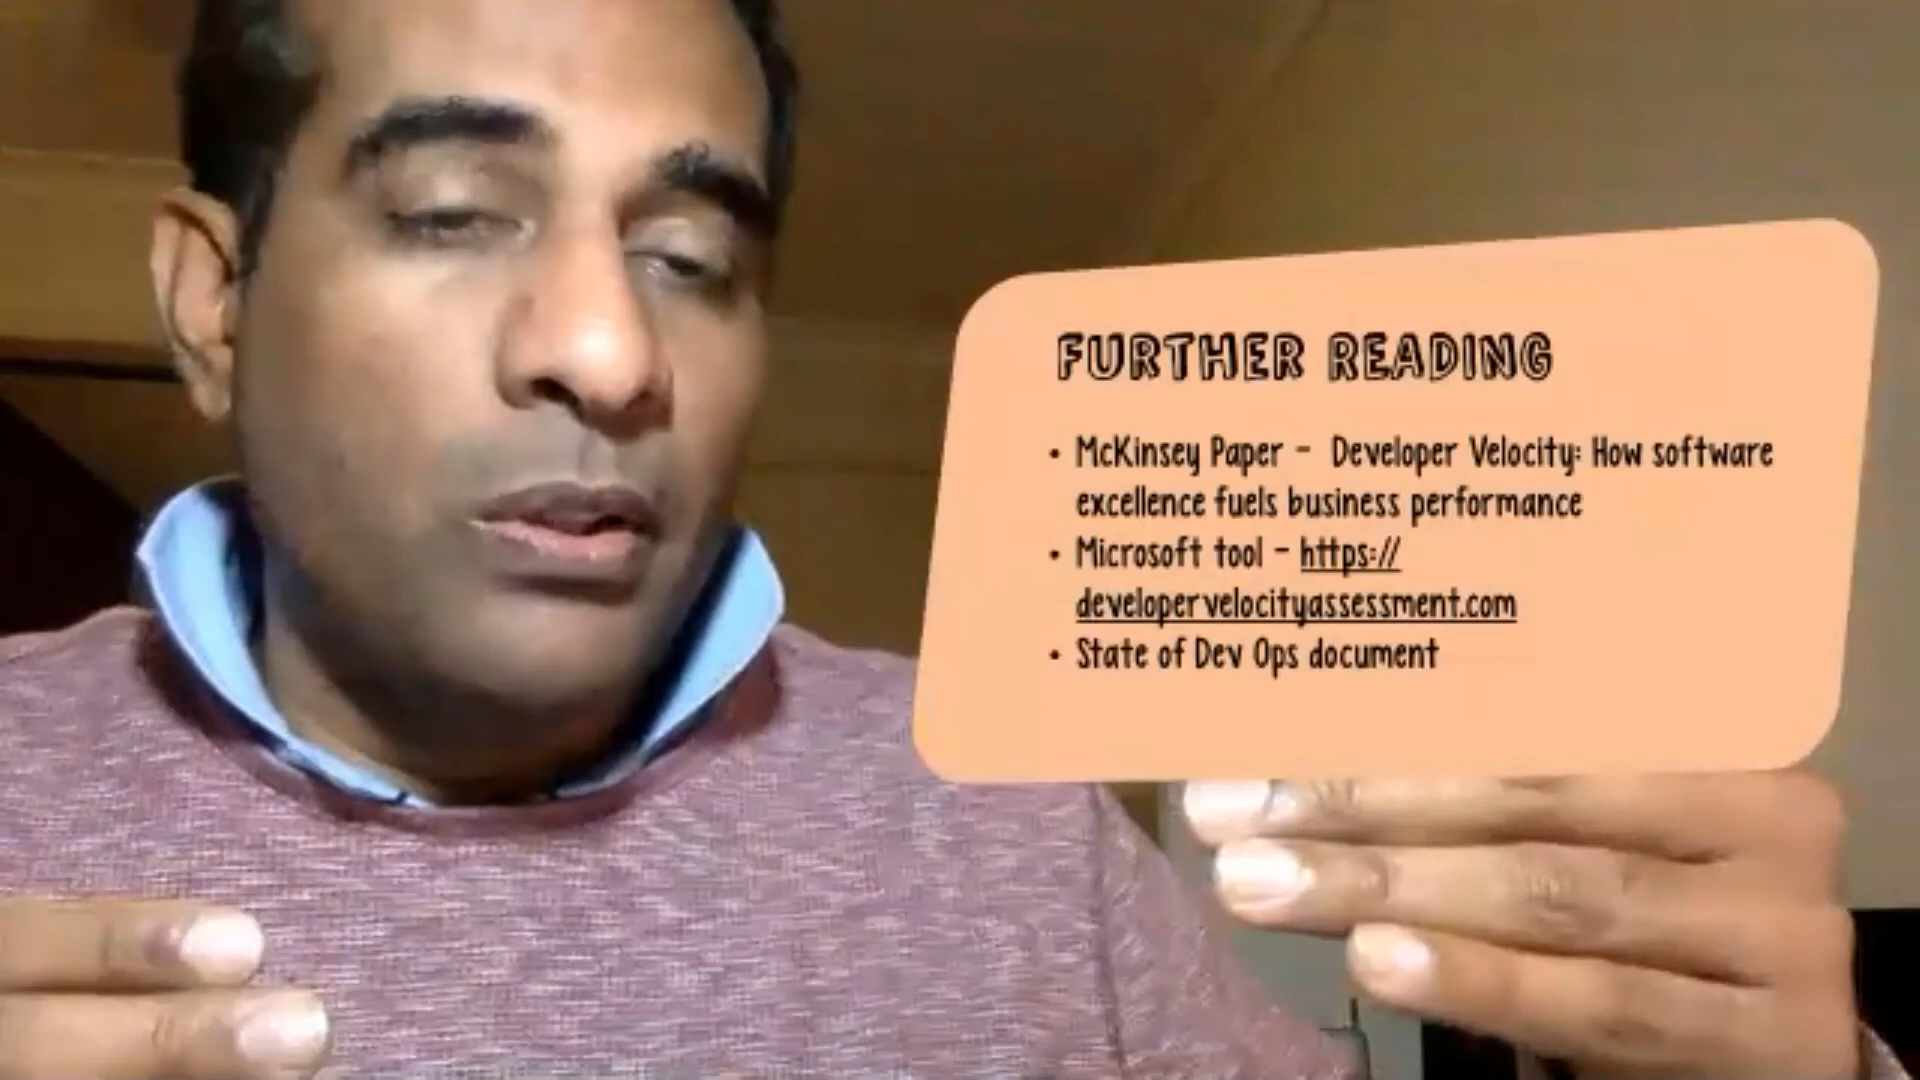 FURTHER READING
• McKinsey Paper - Developer Velocity: How software
excellence fuels business performance
• Microsoft tool - https://
developervelocityassessment.com
• State of Dev Ops document